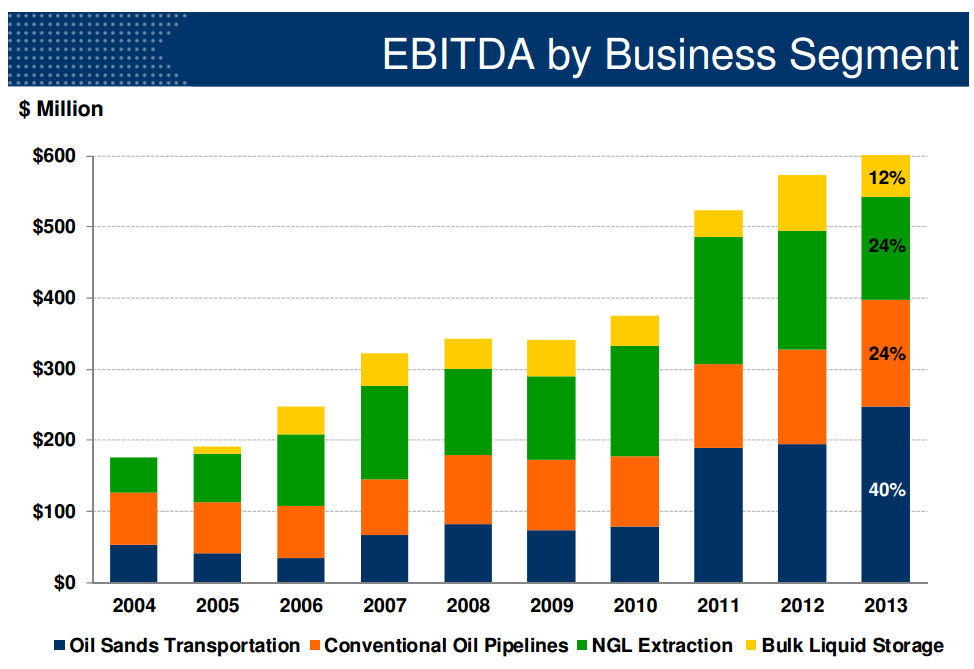 EBITDA by Business Segment
$ Million
$600
$500
$400
$300
$200
$100
$0
12%
24%
24%
40%
2004 2005 2006 2007 2008 2009 2010 2011 2012 2013
Oil Sands Transportation Conventional Oil Pipelines NGL Extraction Bulk Liquid Storage